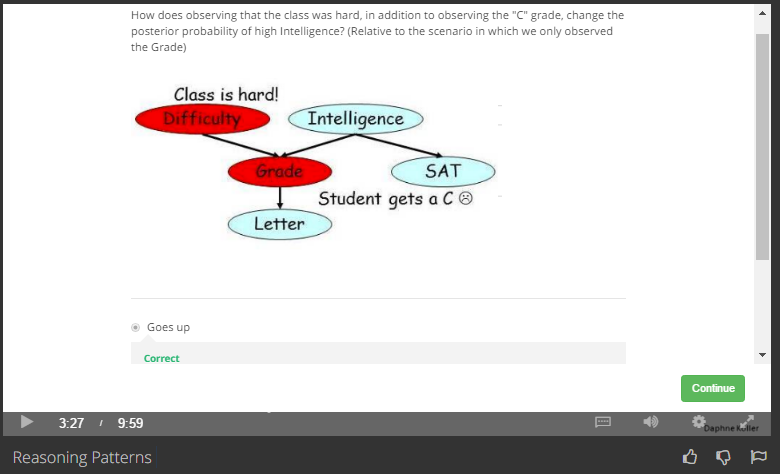 How does observing that the class was hard, in addition to observing the "C" grade, change the
posterior probability of high Intelligence? (Relative to the scenario in which we only observed
the Grade)
Class is hard!
Difficulty
Intelligence
Grade
SAT
Student gets a C ☹
Letter
Goes up
Correct
Continue
3:27 / 9:59
Daphne Koller
Reasoning Patterns